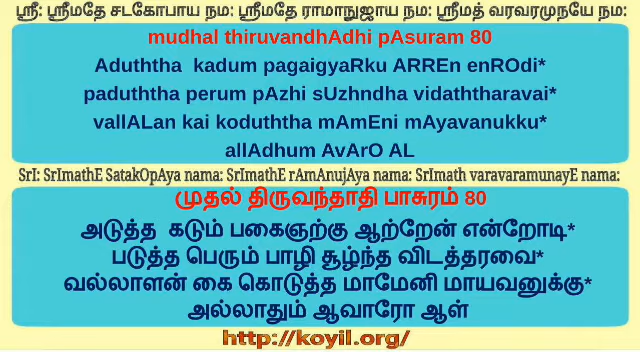 ஸ்ரீ: ஸ்ரீமதே சடகோபாய நம: ஸ்ரீமதே ராமாநுஜாய நம: ஸ்ரீமத் வரவரமுநயே நம:
mudhal thiruvandhAdhi pAsuram 80
Aduththa kadum pagaigyaRku ARREn enROdi*
paduththa perum pAzhi sUzhndha vidaththaravai*
vallALan kai koduththa mAmEni mAyavanukku*
allAdhum AvArO AL
SrI: SrImathE SatakOpAya nama: SrImathE rAmAnujAya nama: SrImath varavaramunayE nama:
முதல் திருவந்தாதி பாசுரம் 80
அடுத்த கடும் பகைஞற்கு ஆற்றேன் என்றோடி*
படுத்த பெரும் பாழி சூழ்ந்த விடத்தரவை*
வல்லாளன் கை கொடுத்த மாமேனி மாயவனுக்கு*
அல்லாதும் ஆவாரோ ஆள்
http://koyil.org/